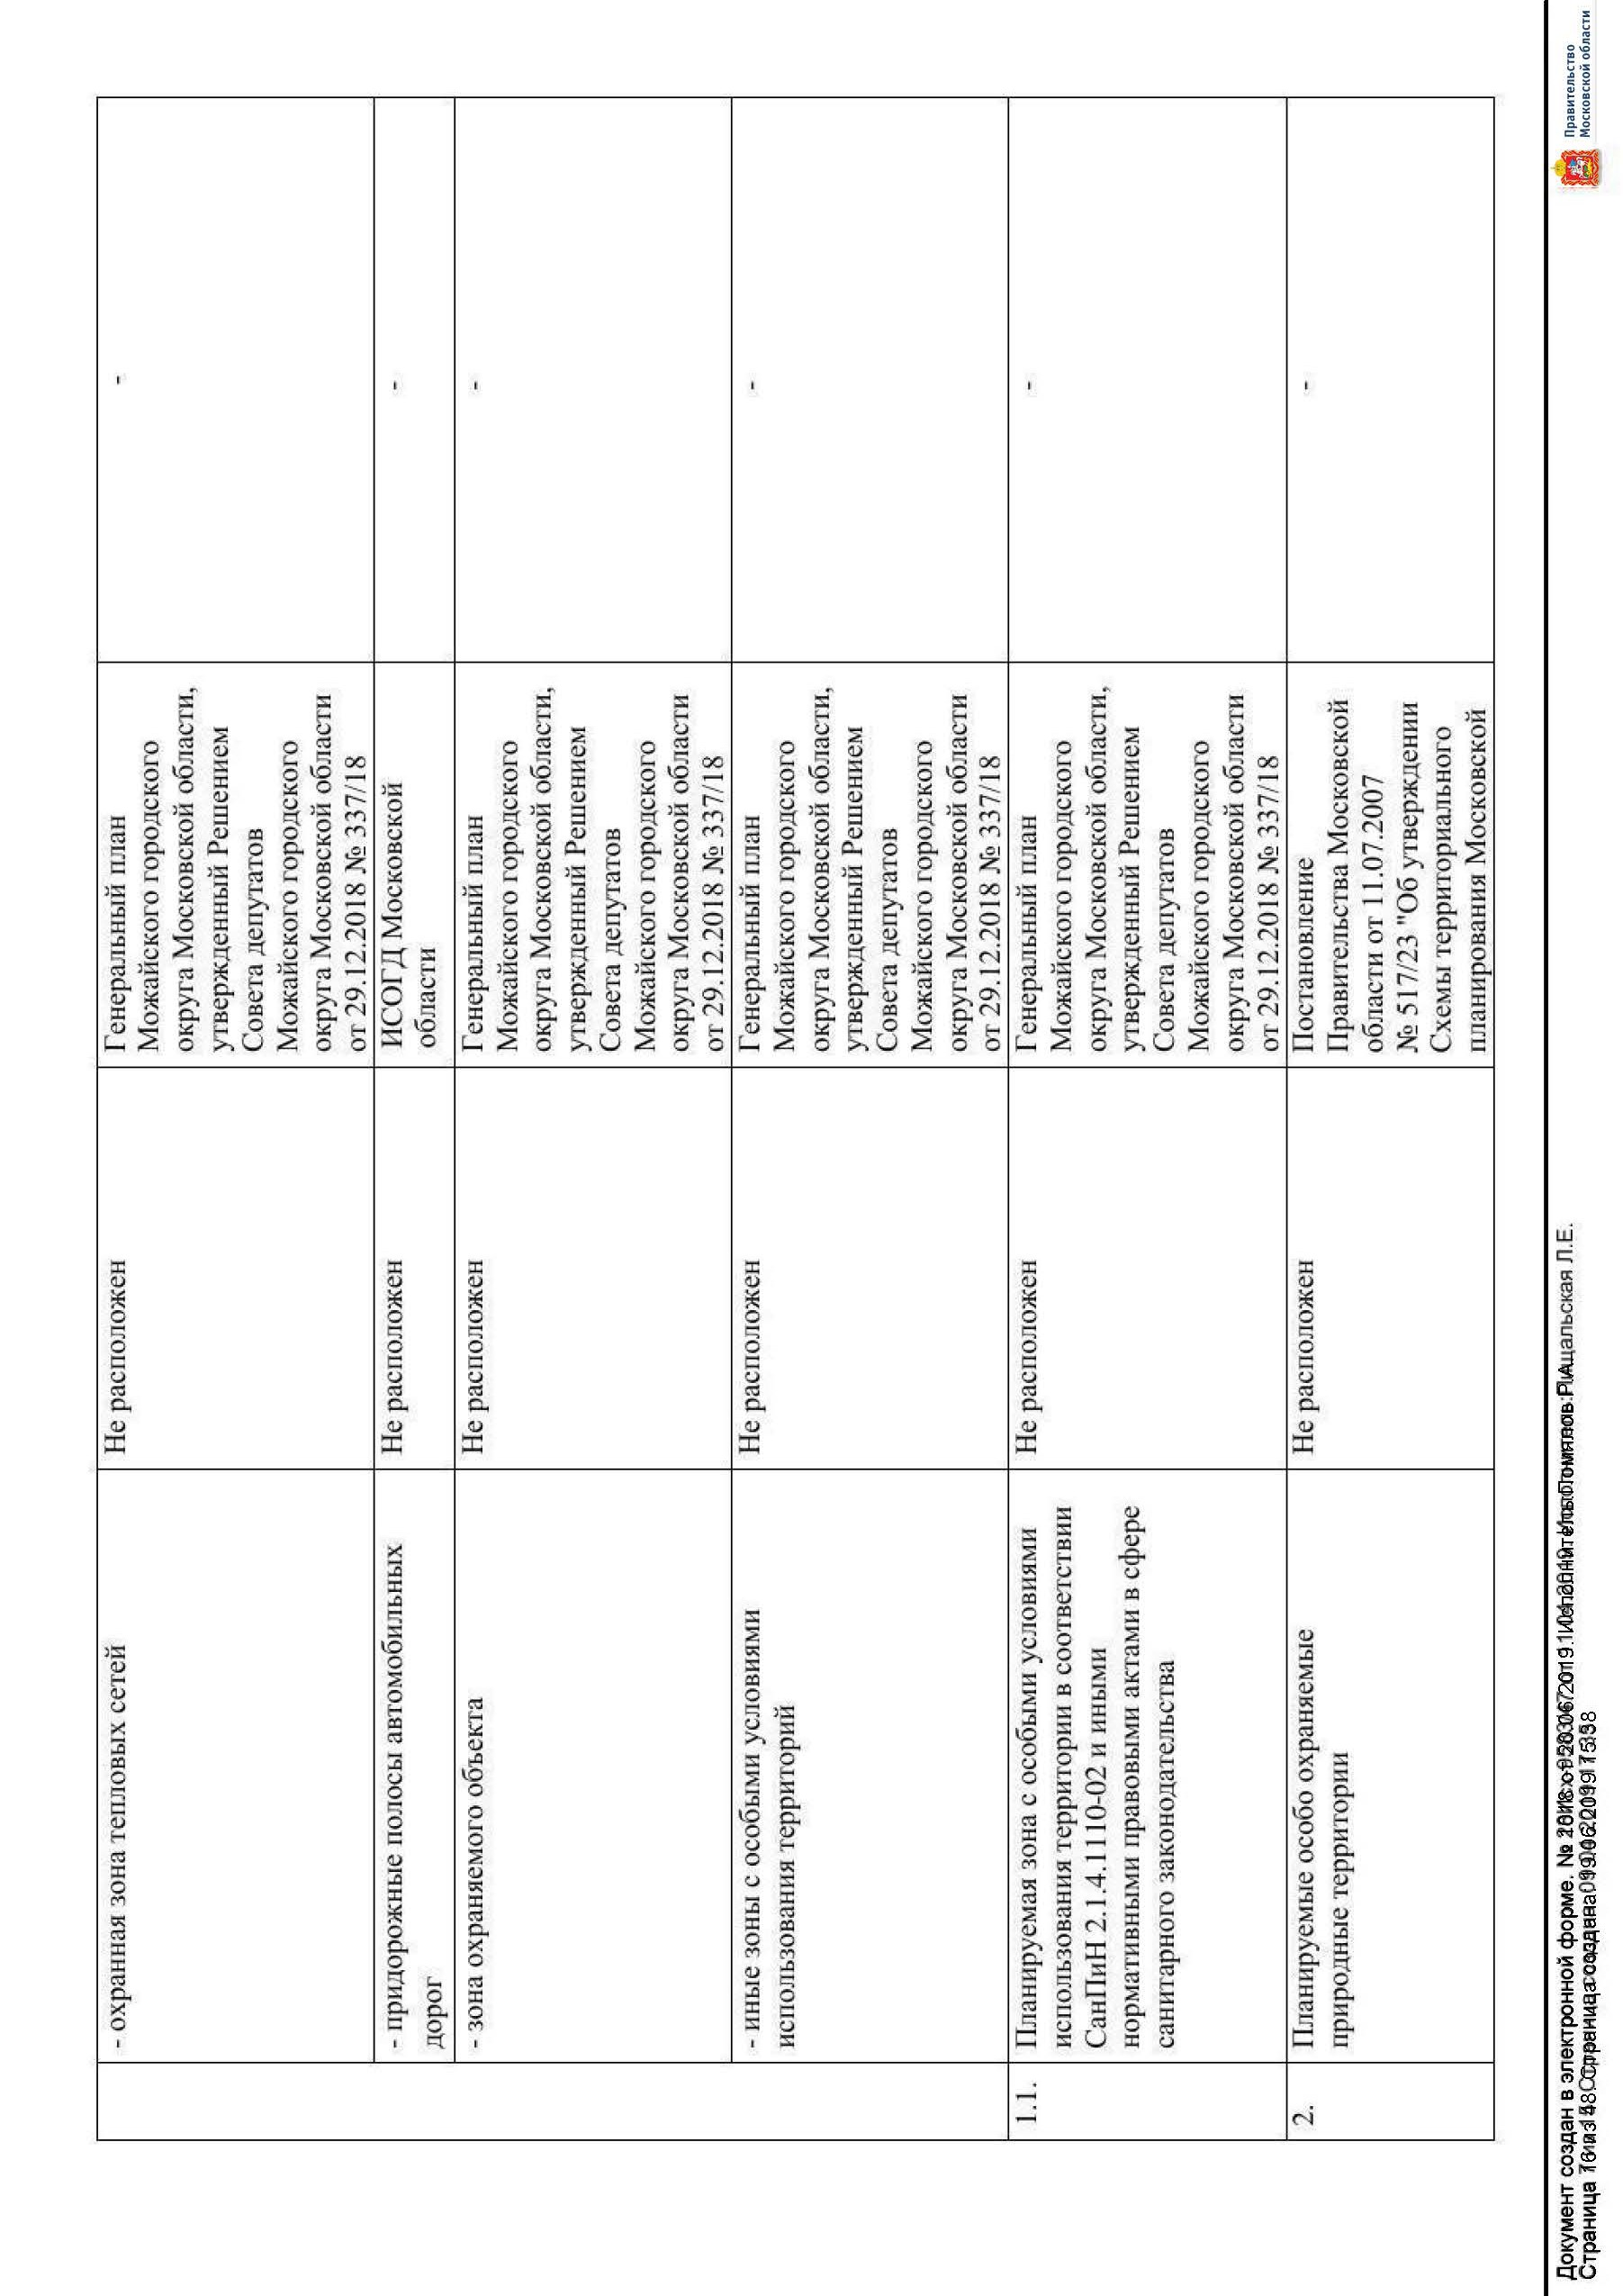 - охранная зона тепловых сетей
Не расположен
Генеральный план
Можайского городского
округа Московской области,
утвержденный Решением
Совета депутатов
Можайского городского
округа Московской области
от 29.12.2018 № 337/18
-
- придорожные полосы автомобильных
дорог
Не расположен
ИСОГД Московской
области
-
- зона охраняемого объекта
Не расположен
Генеральный план
Можайского городского
округа Московской области,
утвержденный Решением
Совета депутатов
Можайского городского
округа Московской области
от 29.12.2018 № 337/18
-
- иные зоны с особыми условиями
использования территорий
Не расположен
Генеральный план
Можайского городского
округа Московской области,
утвержденный Решением
Совета депутатов
Можайского городского
округа Московской области
от 29.12.2018 № 337/18
-
1.1.
Планируемая зона с особыми условиями
использования территории в соответствии
СанПиН 2.1.4.1110-02 и иными
нормативными правовыми актами в сфере
санитарного законодательства
Не расположен
Генеральный план
Можайского городского
округа Московской области,
утвержденный Решением
Совета депутатов
Можайского городского
округа Московской области
от 29.12.2018 № 337/18
-
2.
Планируемые особо охраняемые
природные территории
Не расположен
Постановление
Правительства Московской
области от 11.07.2007
№ 517/23 "Об утверждении
Схемы территориального
планирования Московской
-
Документ создан в электронной форме. №
Страница
Правительство
Московской области